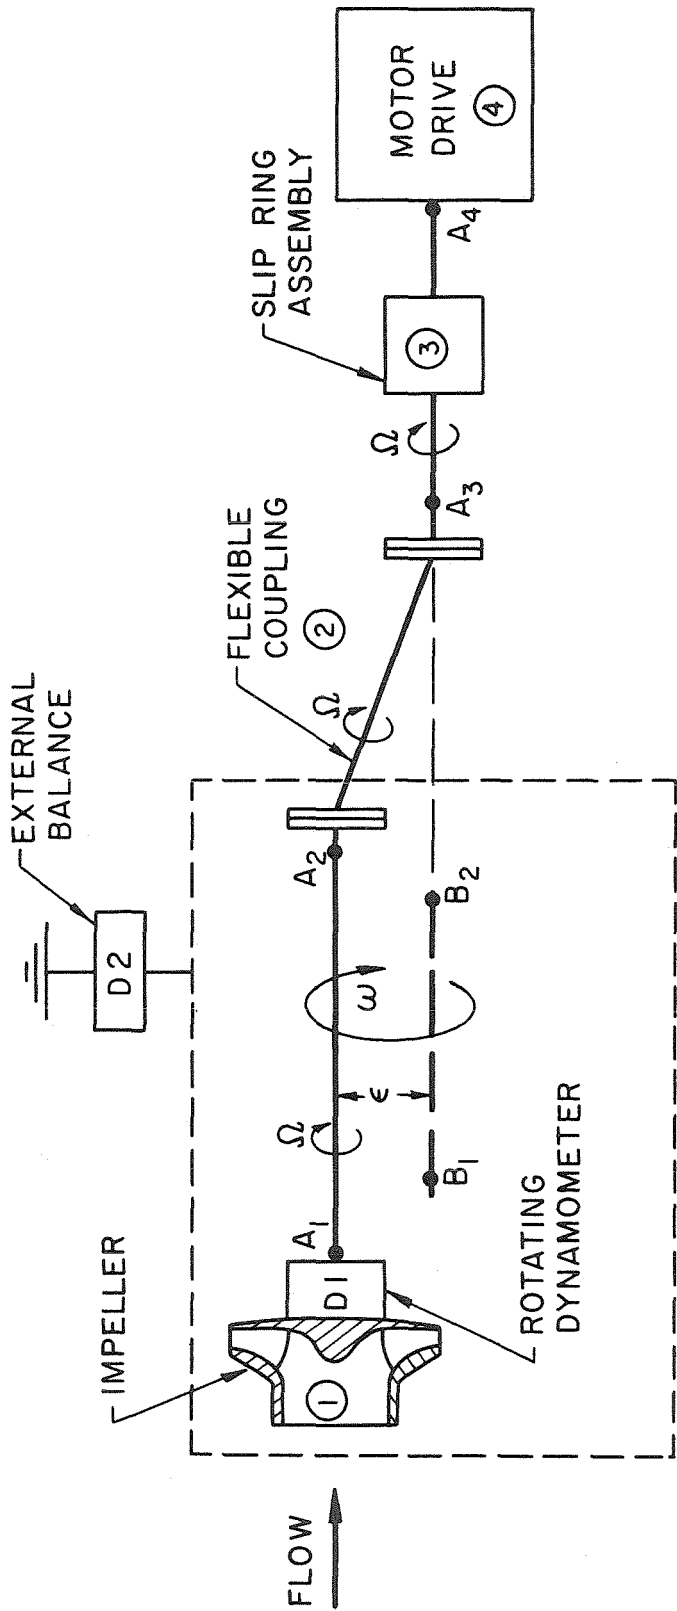 EXTERNAL
BALANCE
D2
FLEXIBLE
COUPLING
2
SLIP RING
ASSEMBLY
MOTOR
DRIVE
4
3
A4
A3
Ω
Ω
A2
B2
ω
ϵ
Ω
A1
B1
IMPELLER
D1
1
FLOW
ROTATING
DYNAMOMETER